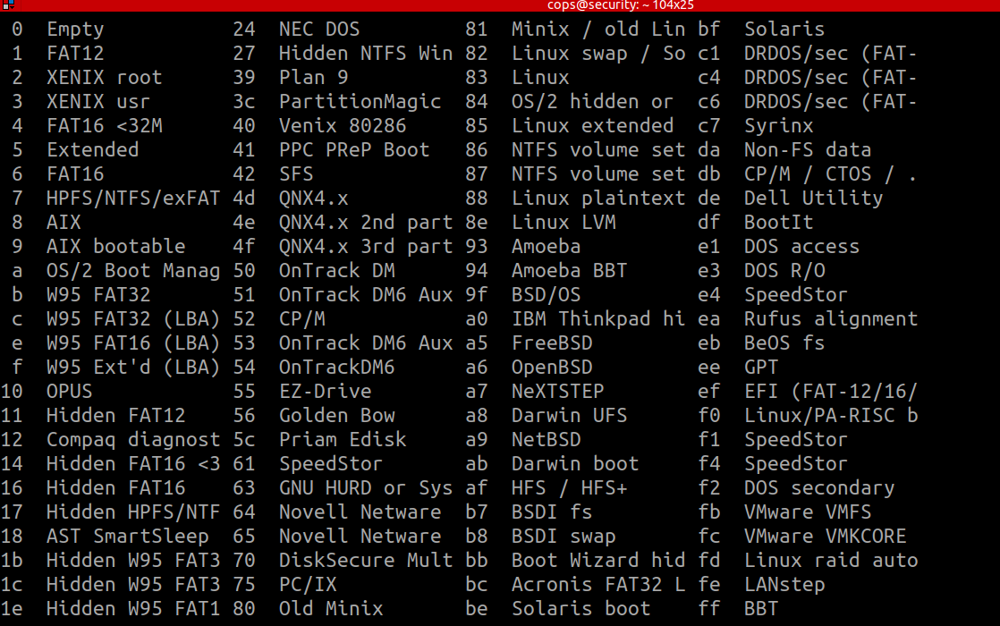 cops@security: ~ 104x25
0 Empty 24 NEC DOS 81 Minix / old Lin bf Solaris
1 FAT12 27 Hidden NTFS Win 82 Linux swap / So c1 DRDOS/sec (FAT-
2 XENIX root 39 Plan 9 83 Linux c4 DRDOS/sec (FAT-
3 XENIX usr 3c PartitionMagic 84 OS/2 hidden or c6 DRDOS/sec (FAT-
4 FAT16 <32M 40 Venix 80286 85 Linux extended c7 Syrinx
5 Extended 41 PPC PReP Boot 86 NTFS volume set da Non-FS data
6 FAT16 42 SFS 87 NTFS volume set db CP/M / CTOS / .
7 HPFS/NTFS/exFAT 4d QNX4.x 88 Linux plaintext de Dell Utility
8 AIX 4e QNX4.x 2nd part 8e Linux LVM df BootIt
9 AIX bootable 4f QNX4.x 3rd part 93 Amoeba e1 DOS access
a OS/2 Boot Manag 50 OnTrack DM 94 Amoeba BBT e3 DOS R/O
b W95 FAT32 51 OnTrack DM6 Aux 9f BSD/OS e4 SpeedStor
c W95 FAT32 (LBA) 52 CP/M a0 IBM Thinkpad hi ea Rufus alignment
e W95 FAT16 (LBA) 53 OnTrack DM6 Aux a5 FreeBSD eb BeOS fs
f W95 Ext'd (LBA) 54 OnTrackDM6 a6 OpenBSD ee GPT
10 OPUS 55 EZ-Drive a7 NeXTSTEP ef EFI (FAT-12/16/
11 Hidden FAT12 56 Golden Bow a8 Darwin UFS f0 Linux/PA-RISC b
12 Compaq diagnost 5c Priam Edisk a9 NetBSD f1 SpeedStor
14 Hidden FAT16 <3 61 SpeedStor ab Darwin boot f4 SpeedStor
16 Hidden FAT16 63 GNU HURD or Sys af HFS / HFS+ f2 DOS secondary
17 Hidden HPFS/NTF 64 Novell Netware b7 BSDI fs fb VMware VMFS
18 AST SmartSleep 65 Novell Netware b8 BSDI swap fc VMware VMKCORE
1b Hidden W95 FAT3 70 DiskSecure Mult bb Boot Wizard hid fd Linux raid auto
1c Hidden W95 FAT3 75 PC/IX bc Acronis FAT32 L fe LANstep
1e Hidden W95 FAT1 80 Old Minix be Solaris boot ff BBT